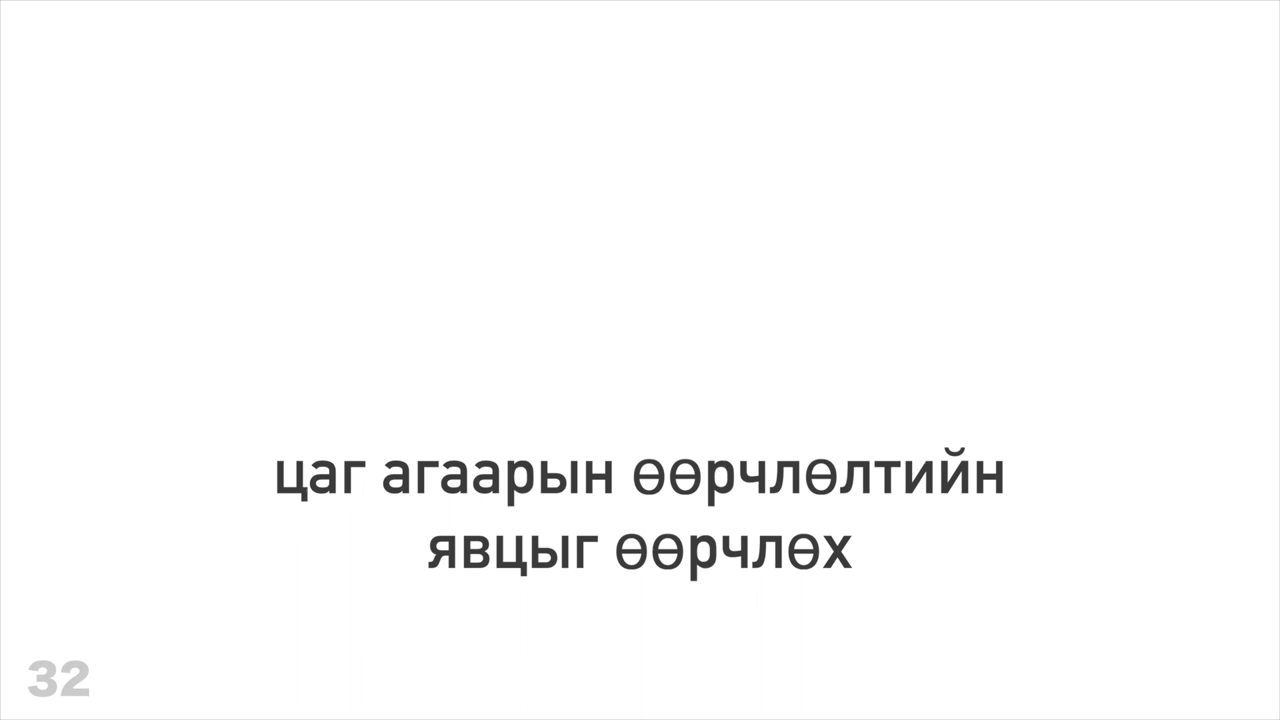 цаг агаарын өөрчлөлтийн
явцыг өөрчлөх
32